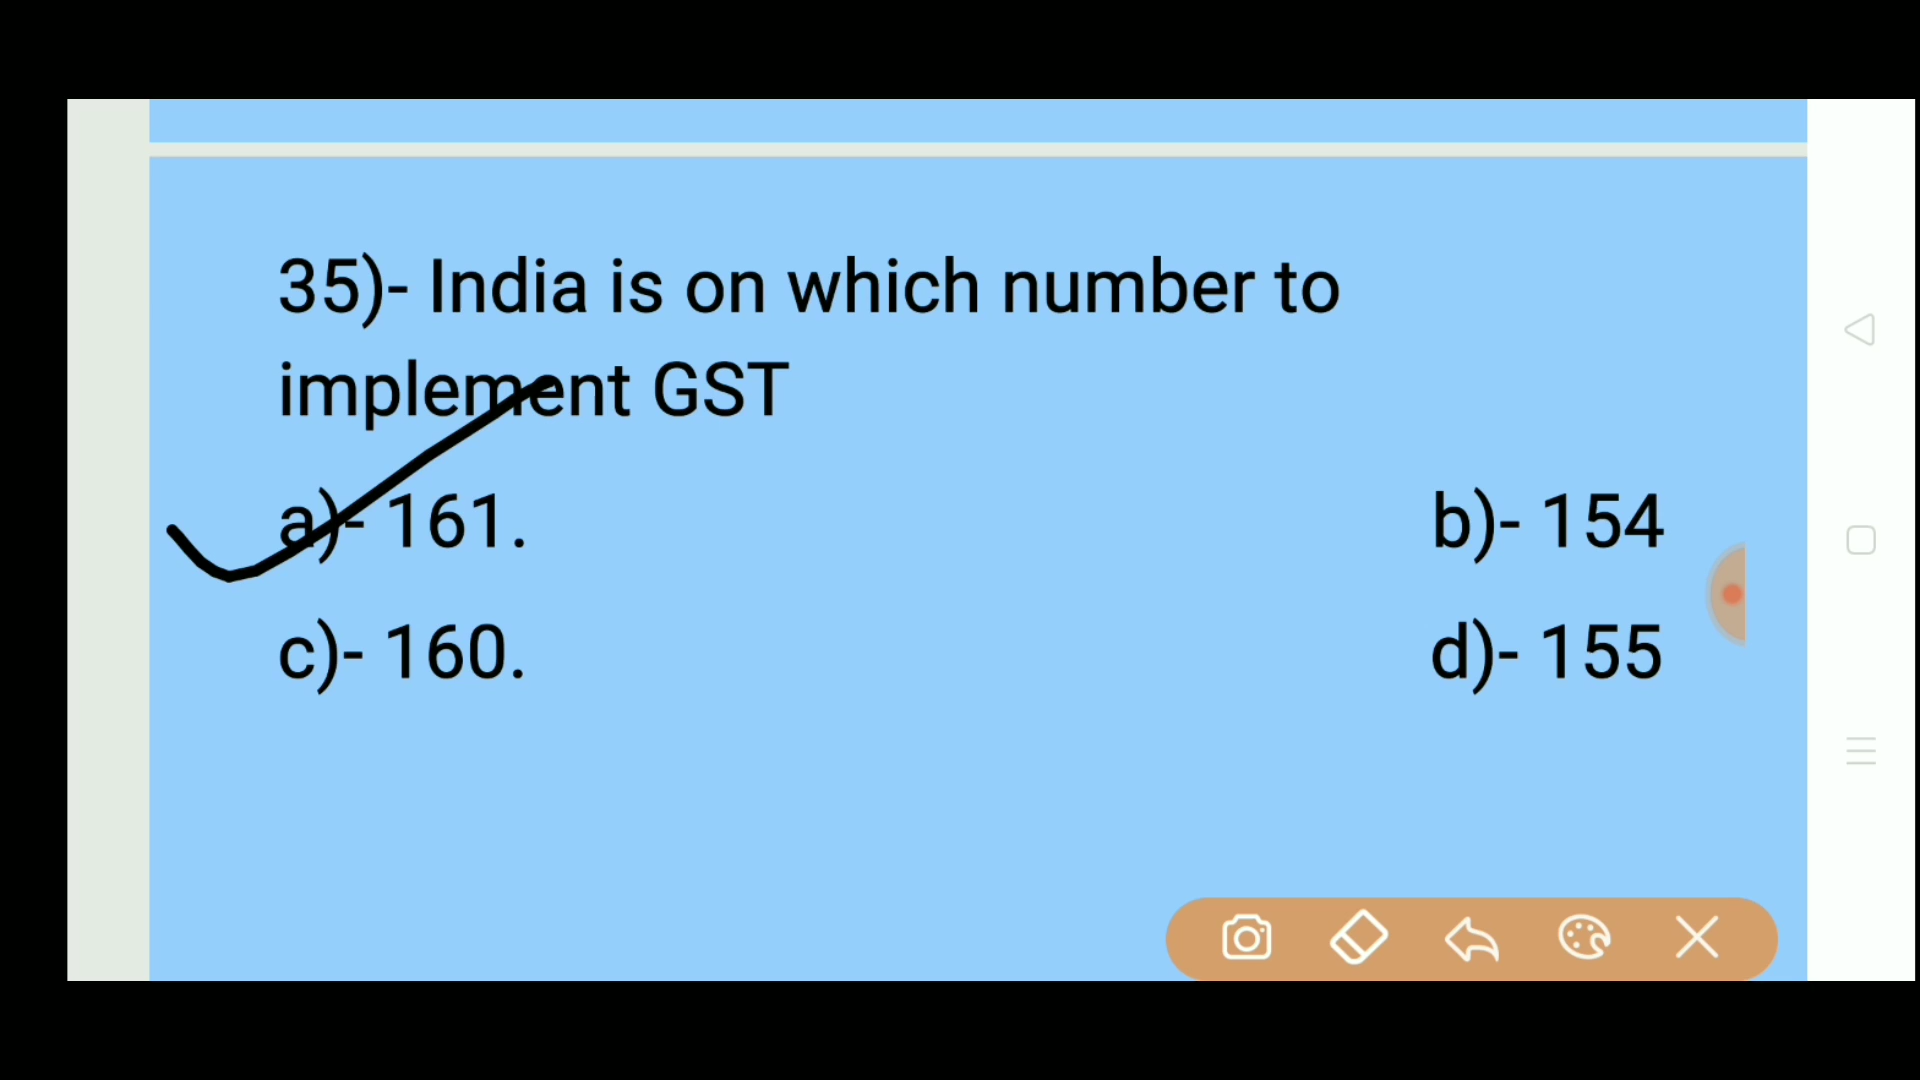 35)- India is on which number to
implement GST
a)- 161. b)- 154
c)- 160. d)- 155